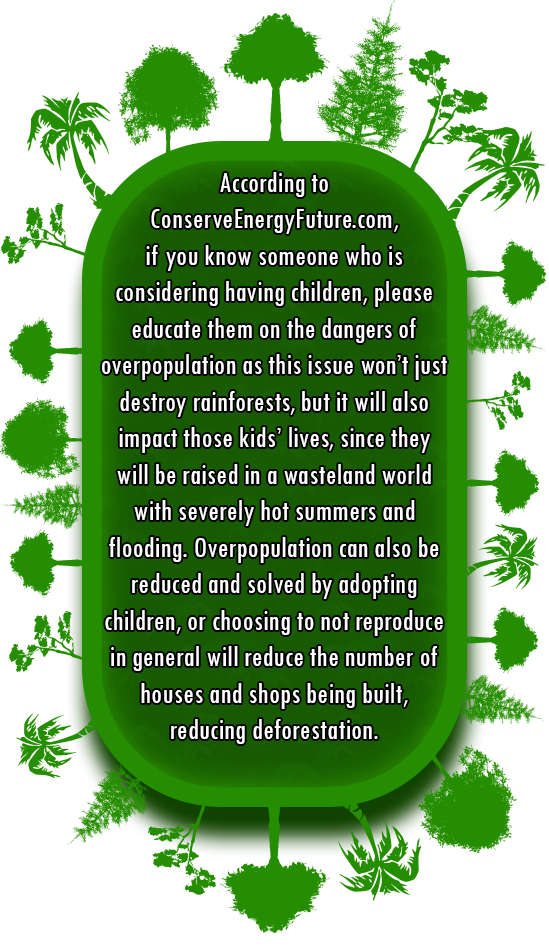 According to
ConserveEnergyFuture.com,
if you know someone who is
considering having children, please
educate them on the dangers of
overpopulation as this issue won't just
destroy rainforests, but it will also
impact those kids' lives, since they
will be raised in a wasteland world
with severely hot summers and
flooding. Overpopulation can also be
reduced and solved by adopting
children, or choosing to not reproduce
in general will reduce the number of
houses and shops being built,
reducing deforestation.